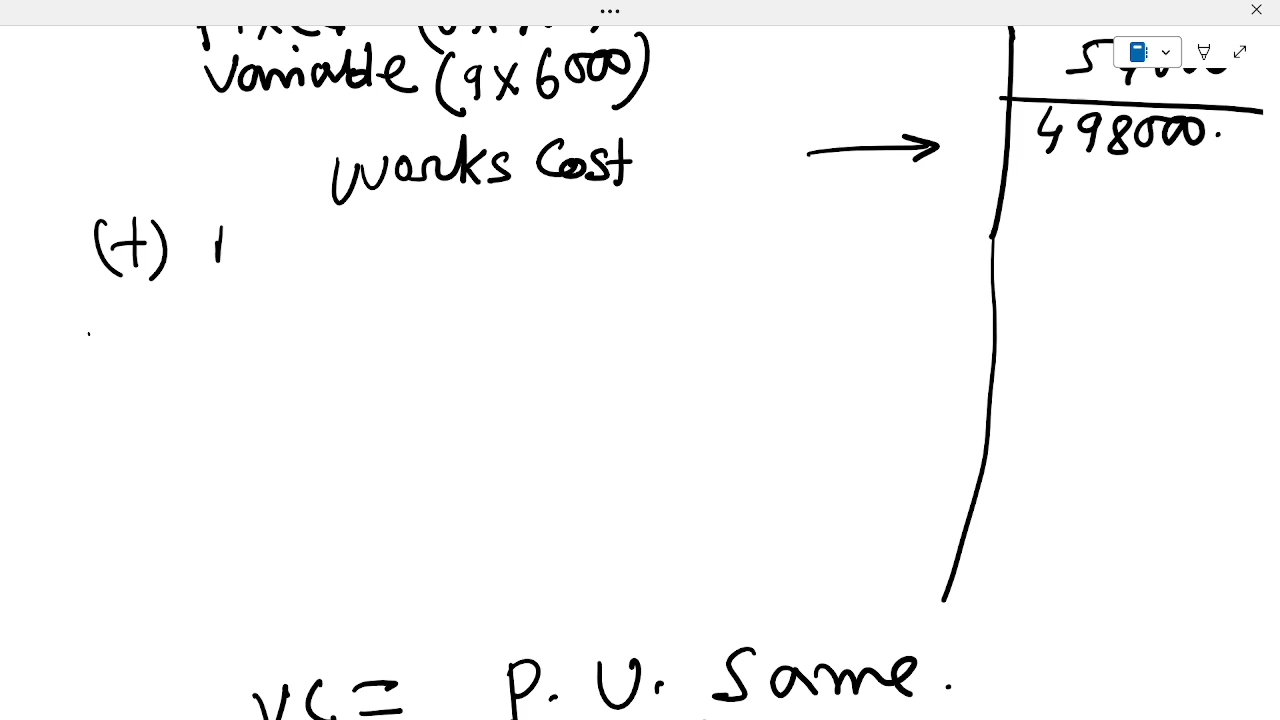 variable (9 x 6000)
works cost → 498000.
(+)
VC = P. U. Same.